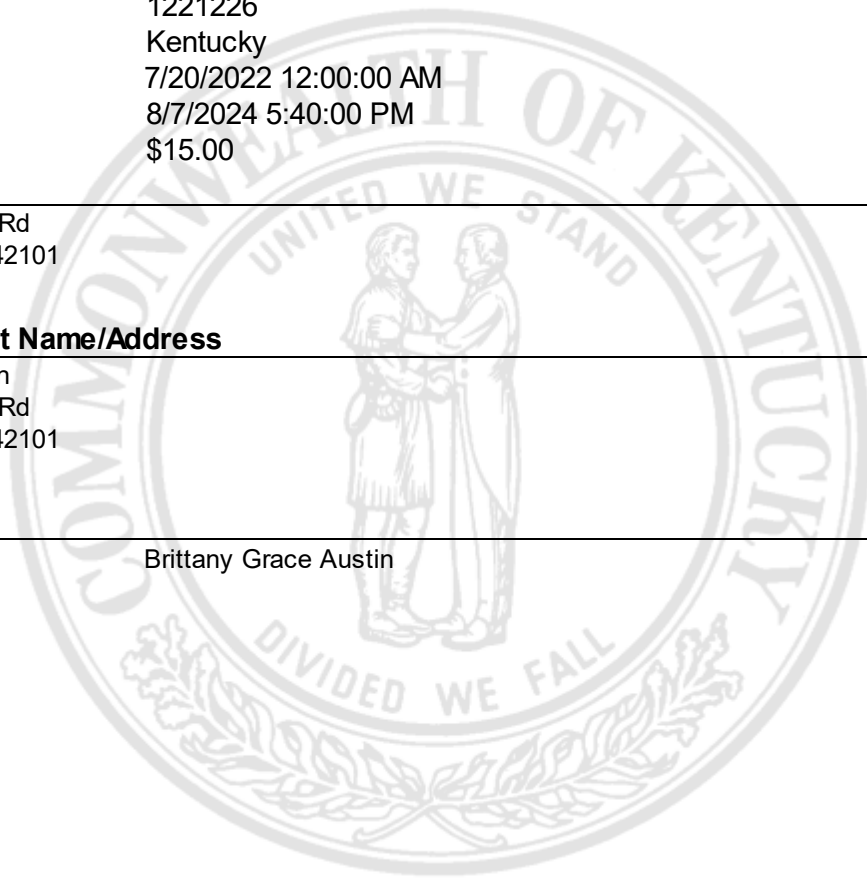 1221226
Kentucky
7/20/2022 12:00:00 AM
8/7/2024 5:40:00 PM
$15.00
Rd
42101
t Name/Address
n
Rd
42101
Brittany Grace Austin
COMMONWEALTH OF KENTUCKY
UNITED WE STAND
DIVIDED WE FALL